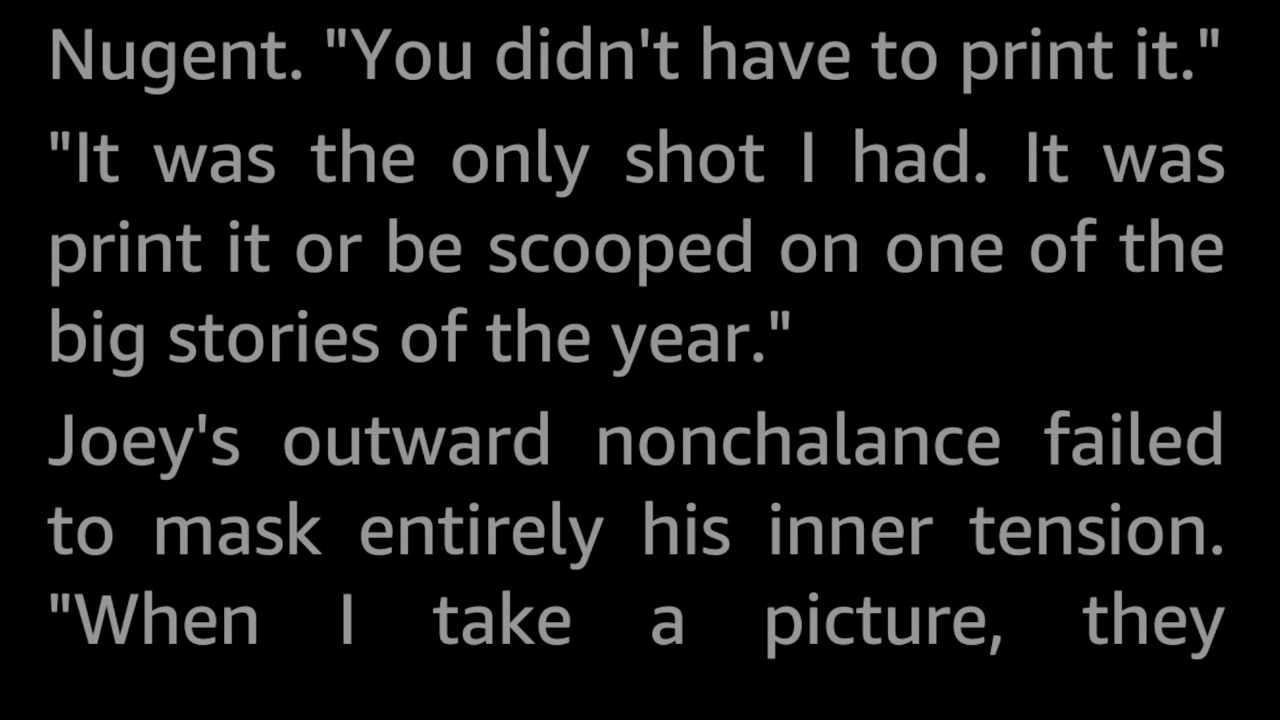 Nugent. "You didn't have to print it."
"It was the only shot I had. It was
print it or be scooped on one of the
big stories of the year."
Joey's outward nonchalance failed
to mask entirely his inner tension.
"When I take a picture, they